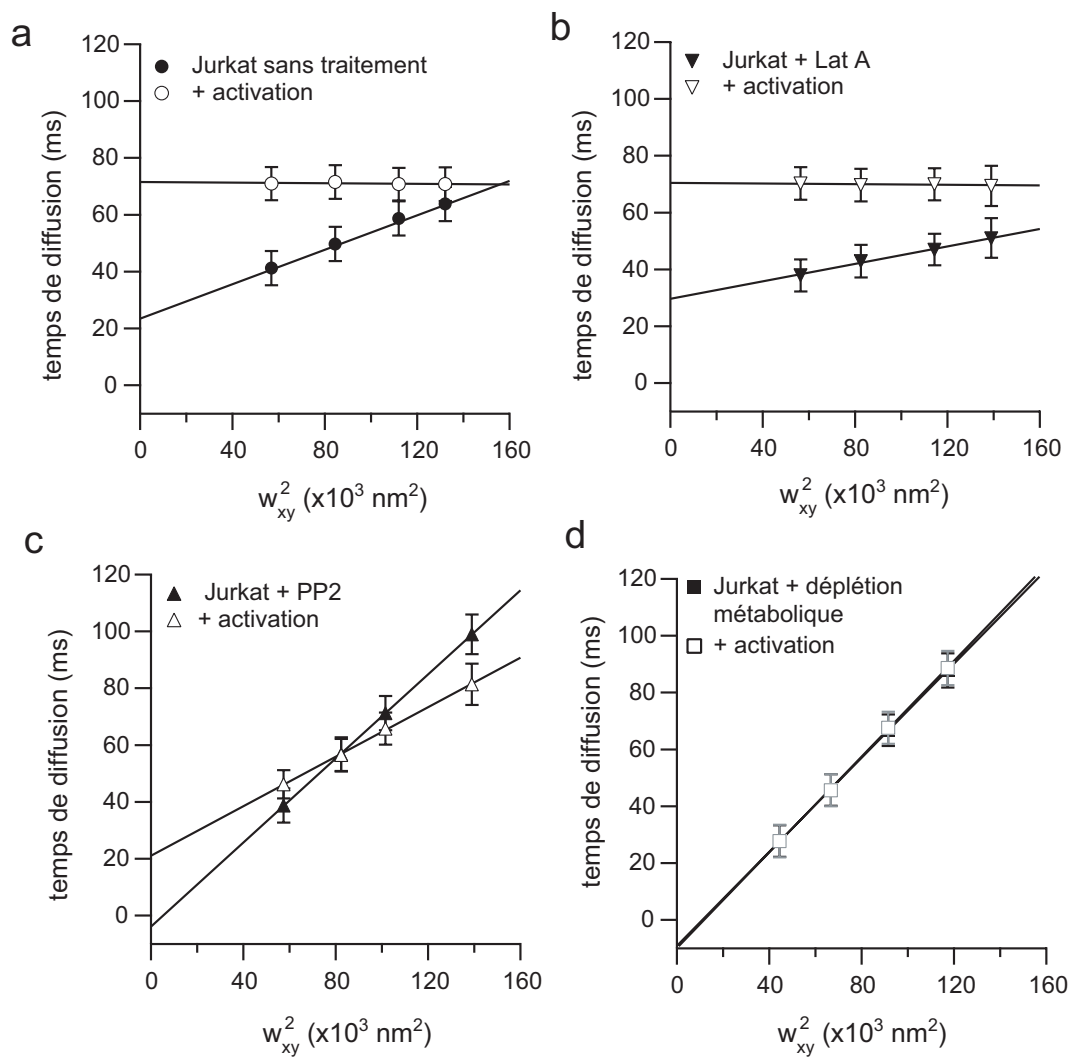 a
120
100
80
60
40
20
0
temps de diffusion (ms)
Jurkat sans traitement
+ activation
0 40 80 120 160
w²xy (x10³ nm²)
b
120
100
80
60
40
20
0
temps de diffusion (ms)
Jurkat + Lat A
+ activation
0 40 80 120 160
w²xy (x10³ nm²)
c
120
100
80
60
40
20
0
temps de diffusion (ms)
Jurkat + PP2
+ activation
0 40 80 120 160
w²xy (x10³ nm²)
d
120
100
80
60
40
20
0
temps de diffusion (ms)
Jurkat + déplétion
métabolique
+ activation
0 40 80 120 160
w²xy (x10³ nm²)